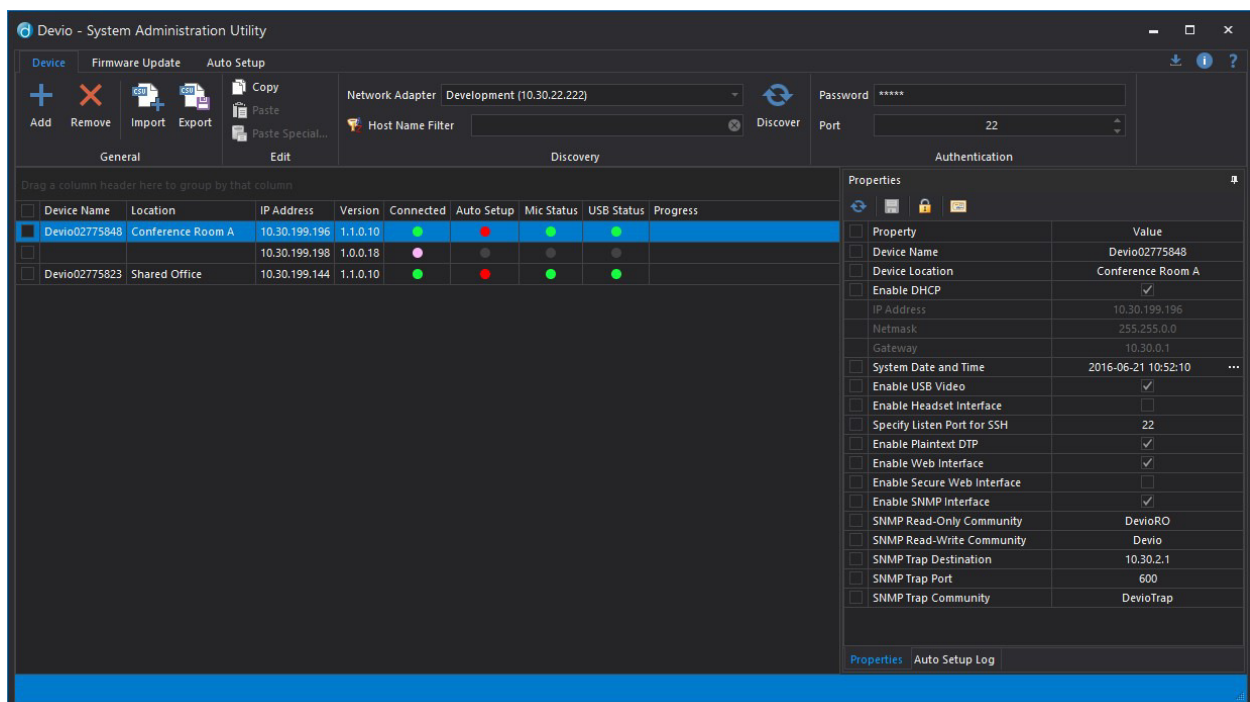 Devio - System Administration Utility
Device Firmware Update Auto Setup
Add Remove Import Export
CSV CSV
Copy
Paste
Paste Special...
Network Adapter Development (10.30.22.222)
Host Name Filter
Discover
Password *****
Port 22
General Edit Discovery Authentication
Drag a column header here to group by that column
Device Name Location IP Address Version Connected Auto Setup Mic Status USB Status Progress
Devio02775848 Conference Room A 10.30.199.196 1.1.0.10
10.30.199.198 1.0.0.18
Devio02775823 Shared Office 10.30.199.144 1.1.0.10
Properties
Property Value
Device Name Devio02775848
Device Location Conference Room A
Enable DHCP
IP Address 10.30.199.196
Netmask 255.255.0.0
Gateway 10.30.0.1
System Date and Time 2016-06-21 10:52:10 ...
Enable USB Video
Enable Headset Interface
Specify Listen Port for SSH 22
Enable Plaintext DTP
Enable Web Interface
Enable Secure Web Interface
Enable SNMP Interface
SNMP Read-Only Community DevioRO
SNMP Read-Write Community Devio
SNMP Trap Destination 10.30.2.1
SNMP Trap Port 600
SNMP Trap Community DevioTrap
Properties Auto Setup Log